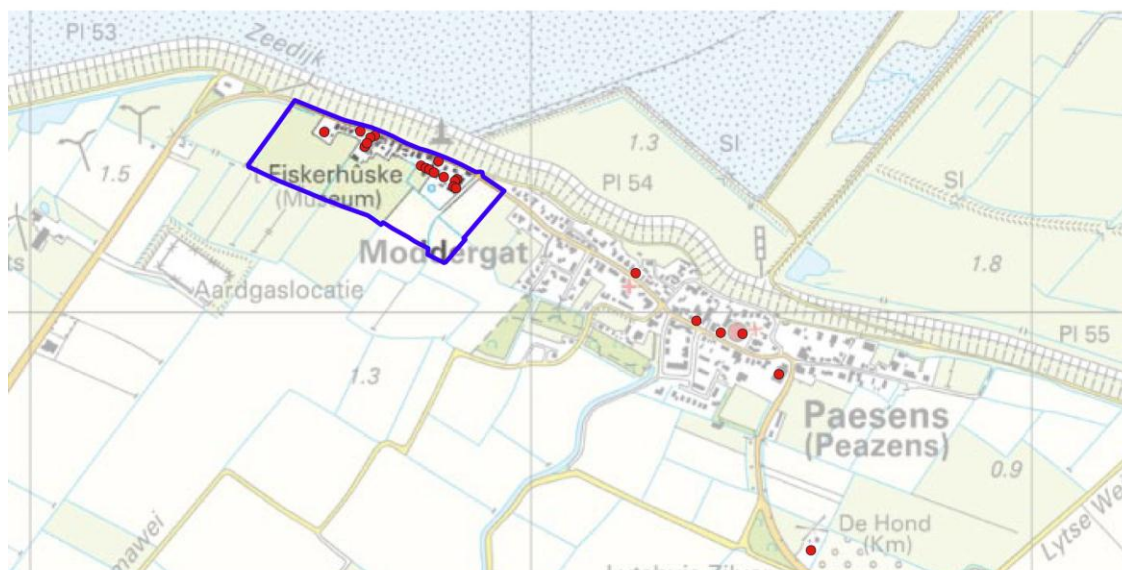 Pl 53
Zeedijk
1.3
Sl
1.5
Fiskerhûske
(Museum)
Pl 54
Sl
Moddergat
1.8
Aardgaslocatie
Pl 55
1.3
Paesens
(Peazens)
0.9
De Hond
(Km)